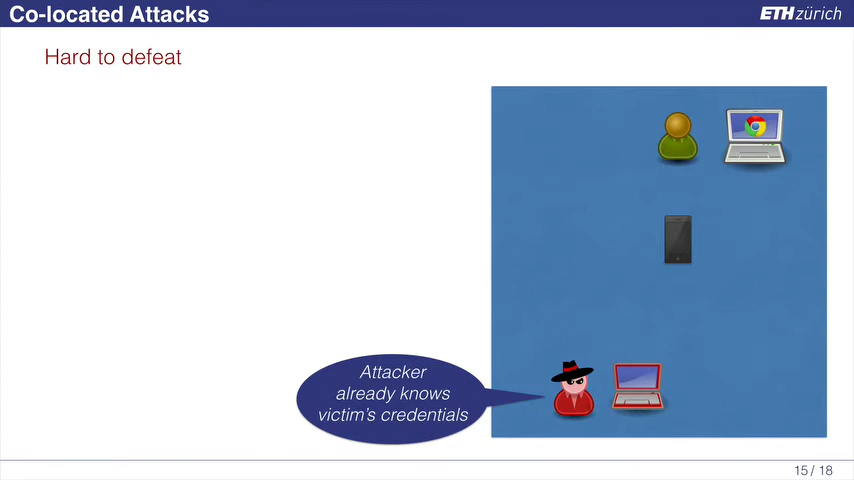 Co-located Attacks
ETH zürich
Hard to defeat
Attacker
already knows
victim's credentials
15 / 18